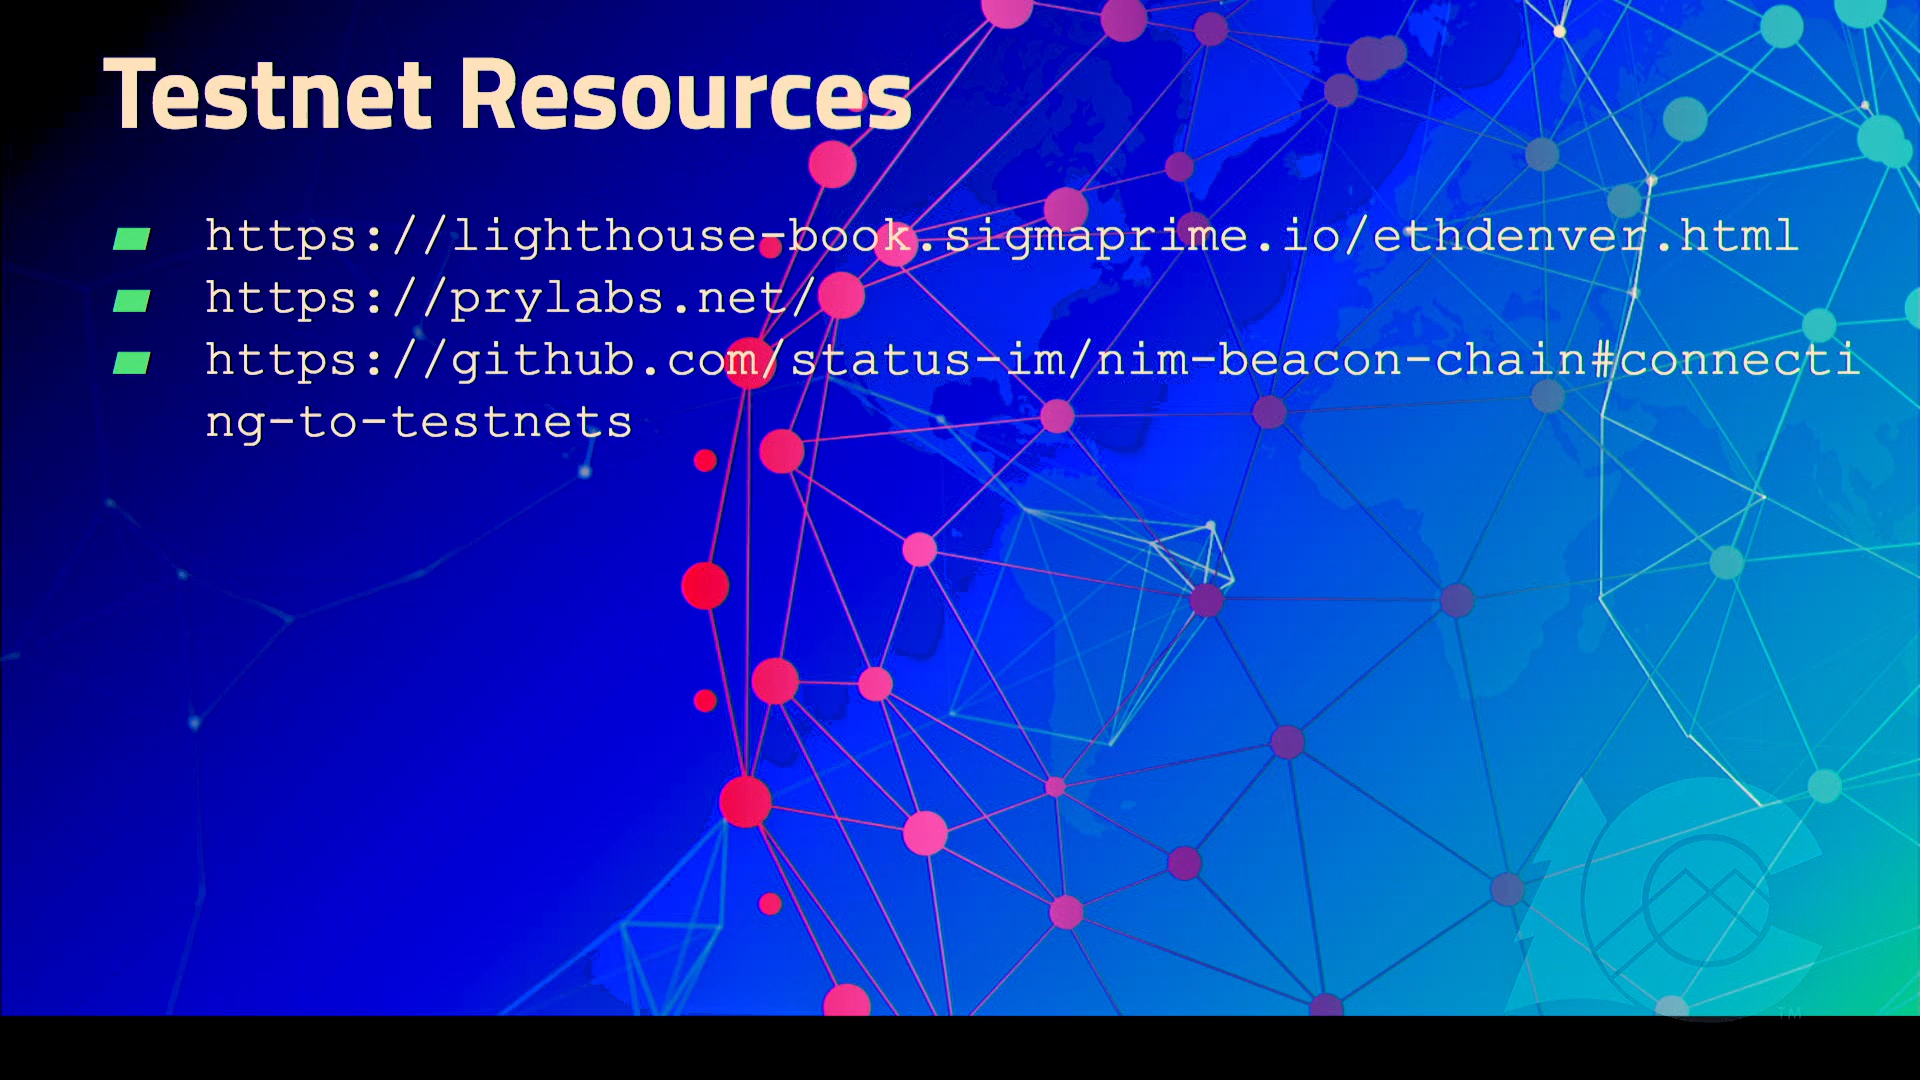 Testnet Resources
https://lighthouse-book.sigmaprime.io/ethdenver.html
https://prylabs.net/
https://github.com/status-im/nim-beacon-chain#connecti
ng-to-testnets
TM